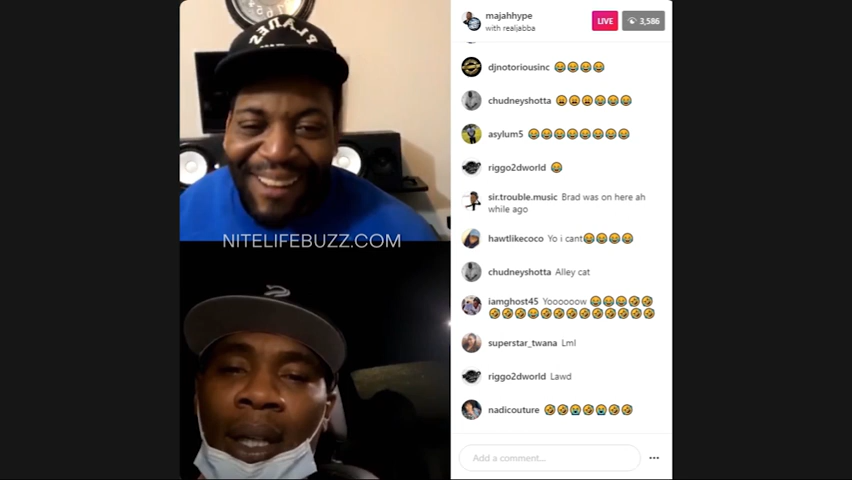 majahhype
with realjabba
LIVE
3,586
djnotoriousinc 😂😂😂😂
chudneyshotta 😩😩😩😂😂😂
asylum5 😂😂😂😂😂😂😂😂
riggo2dworld 😂
sir.trouble.music Brad was on here ah
while ago
hawtlikecoco Yo i cant😂😂😂😂
chudneyshotta Alley cat
iamghost45 Yoooooow 😂😂😂🤣🤣
🤣🤣🤣😂🤣🤣🤣🤣🤣🤣🤣🤣🤣
superstar_twana Lml
riggo2dworld Lawd
nadicouture 🤣🤣😭🤣😭🤣🤣
Add a comment...
NITELIFEBUZZ.COM